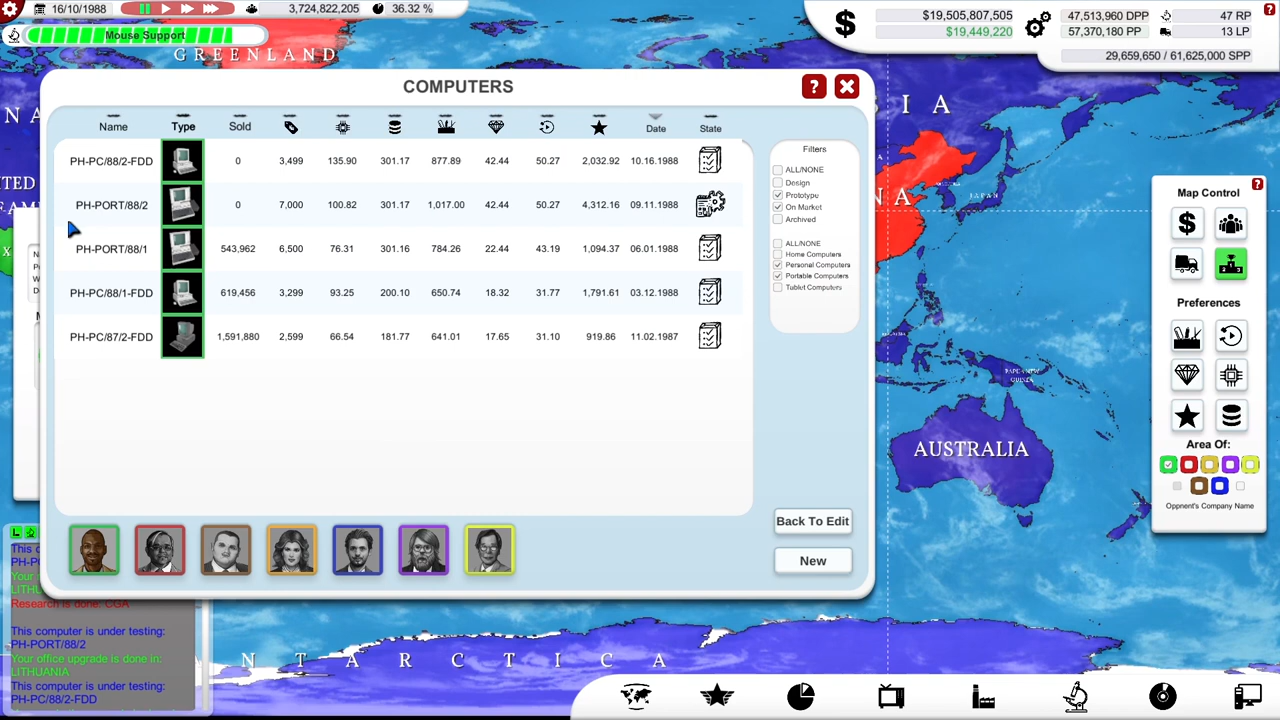 16/10/1988
3,724,822,205
36.32 %
$
$19,505,807,505
$19,449,220
47,513,960 DPP
57,370,180 PP
47 RP
13 LP
29,659,650 / 61,625,000 SPP
?
Mouse Support
GREENLAND
COMPUTERS
?
Name Type Sold Date State
PH-PC/88/2-FDD 0 3,499 135.90 301.17 877.89 42.44 50.27 2,032.92 10.16.1988
PH-PORT/88/2 0 7,000 100.82 301.17 1,017.00 42.44 50.27 4,312.16 09.11.1988
PH-PORT/88/1 543,962 6,500 76.31 301.16 784.26 22.44 43.19 1,094.37 06.01.1988
PH-PC/88/1-FDD 619,456 3,299 93.25 200.10 650.74 18.32 31.77 1,791.61 03.12.1988
PH-PC/87/2-FDD 1,591,880 2,599 66.54 181.77 641.01 17.65 31.10 919.86 11.02.1987
Filters
ALL/NONE
Design
Prototype
On Market
Archived
ALL/NONE
Home Computers
Personal Computers
Portable Computers
Tublet Computers
Back To Edit
New
Map Control
?
$
Preferences
Area Of:
Oppnent's Company Name
I A
N A
JAPAN
PAPUA NEW
GUINEA
AUSTRALIA
N T A R C T I C A
This c
PH-P
Your
LITHU
Research is done: CGA
This computer is under testing:
PH-PORT/88/2
Your office upgrade is done in:
LITHUANIA
This computer is under testing:
PH-PC/88/2-FDD